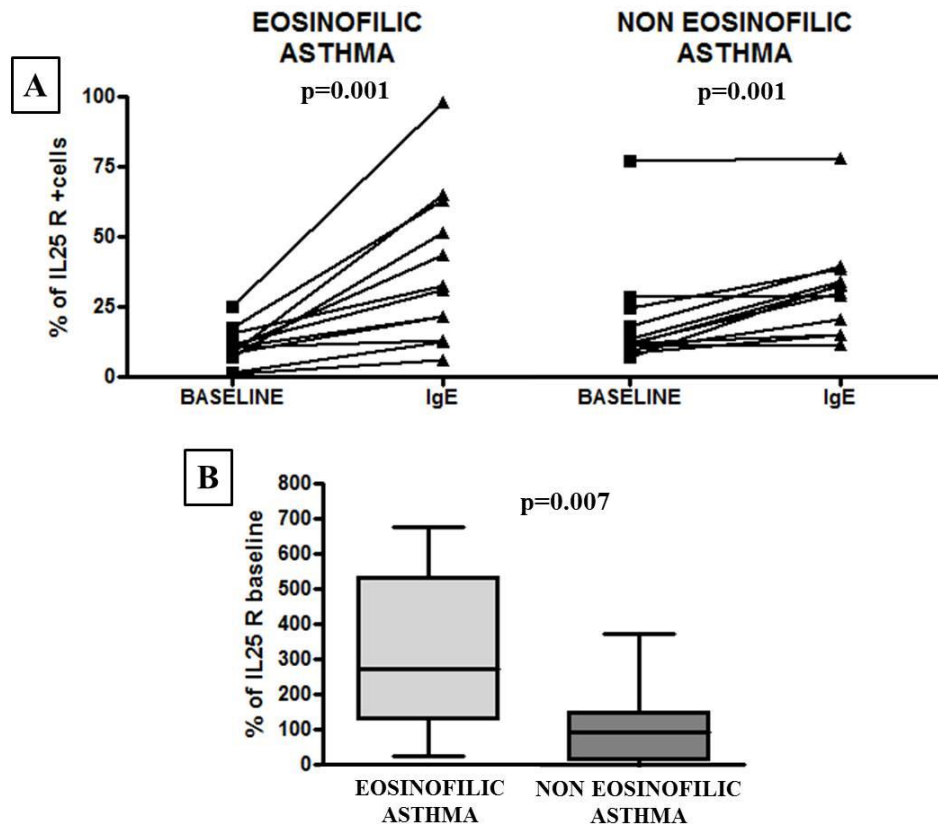 EOSINOFILIC
ASTHMA
NON EOSINOFILIC
ASTHMA
A
p=0.001
p=0.001
% of IL25 R +cells
100
75
50
25
0
BASELINE
IgE
BASELINE
IgE
B
p=0.007
% of IL25 R baseline
800
700
600
500
400
300
200
100
0
EOSINOFILIC
ASTHMA
NON EOSINOFILIC
ASTHMA